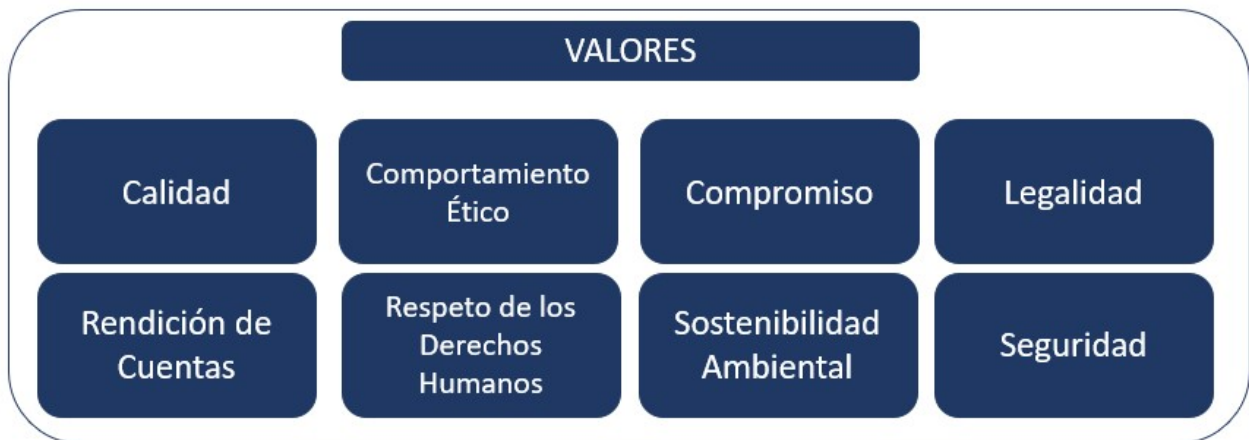 VALORES
Calidad
Comportamiento
Ético
Compromiso
Legalidad
Rendición de
Cuentas
Respeto de los
Derechos
Humanos
Sostenibilidad
Ambiental
Seguridad